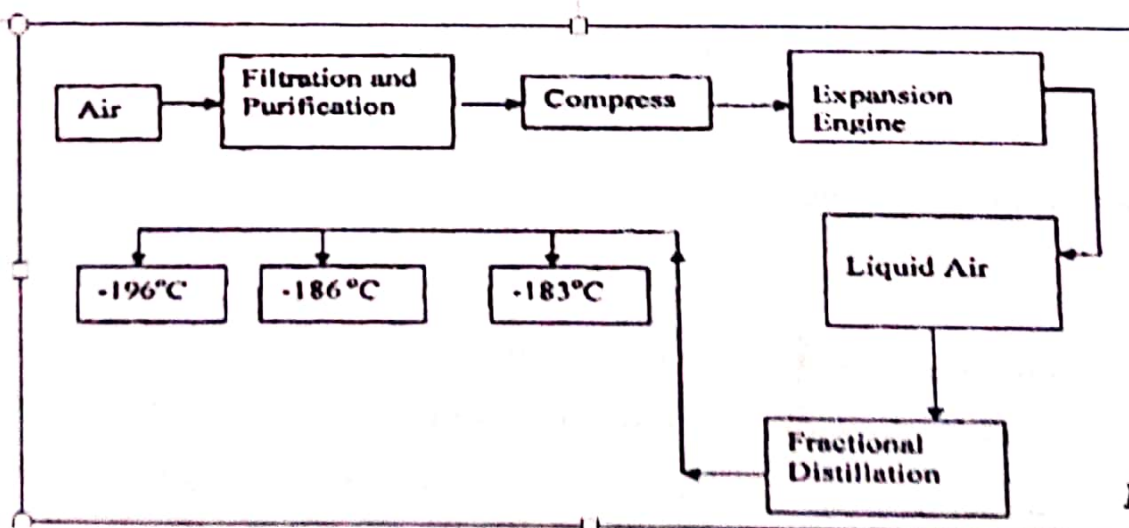 Air
Filtration and
Purification
Compress
Expansion
Engine
-196°C
-186°C
-183°C
Liquid Air
Fractional
Distillation